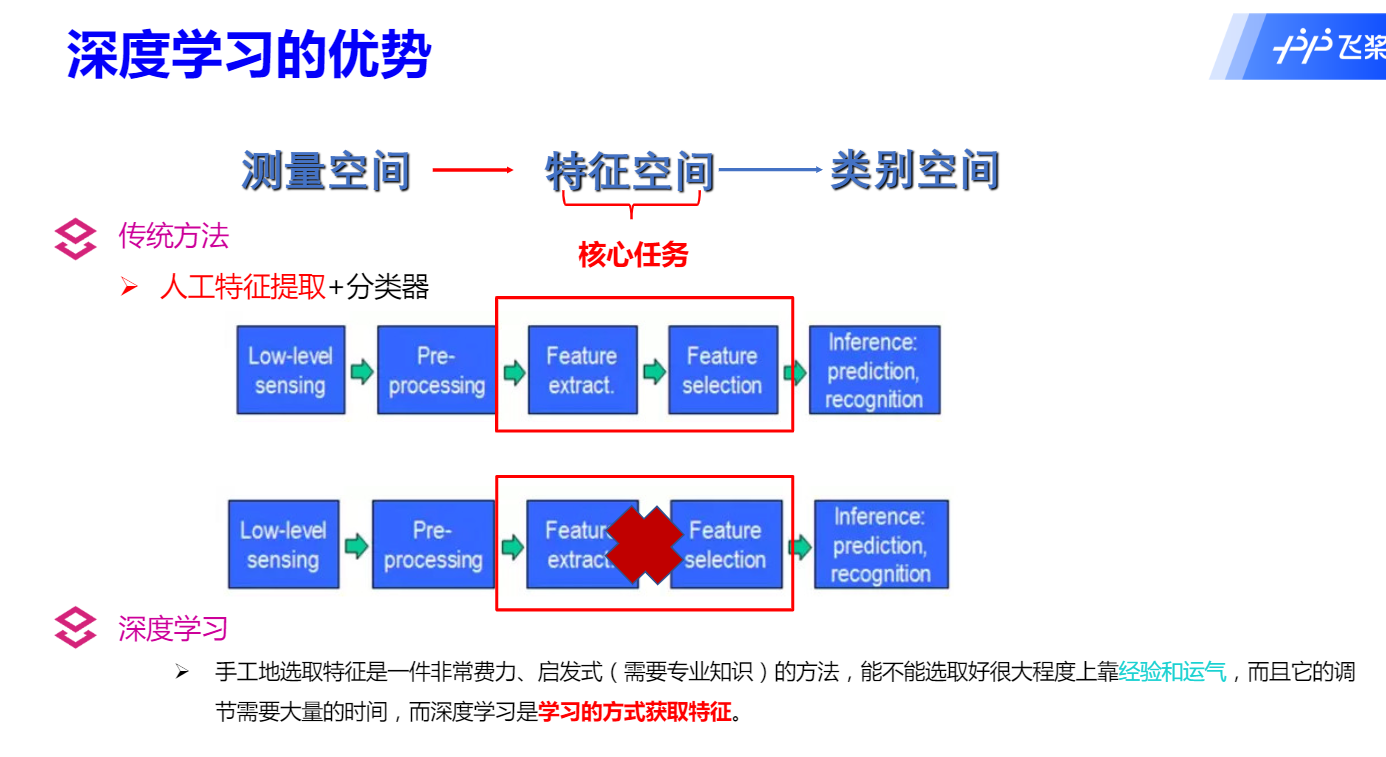 深度学习的优势
飞桨
测量空间 特征空间 类别空间
传统方法
核心任务
人工特征提取+分类器
Low-level
sensing
Pre-
processing
Feature
extract.
Feature
selection
Inference:
prediction,
recognition
Low-level
sensing
Pre-
processing
Feature
extract.
Feature
selection
Inference:
prediction,
recognition
深度学习
手工地选取特征是一件非常费力、启发式（需要专业知识）的方法，能不能选取好很大程度上靠经验和运气，而且它的调
节需要大量的时间，而深度学习是学习的方式获取特征。